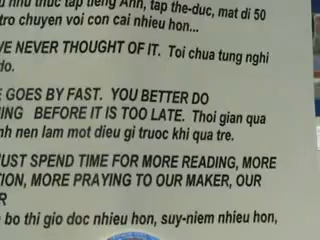 u nhu thuc tap tieng Anh, tap the-duc, mat di 50
tro chuyen voi con cai nhieu hon...
VE NEVER THOUGHT OF IT. Toi chua tung nghi
do.
E GOES BY FAST. YOU BETTER DO
ING BEFORE IT IS TOO LATE. Thoi gian qua
nh nen lam mot dieu gi truoc khi qua tre.
UST SPEND TIME FOR MORE READING, MORE
TION, MORE PRAYING TO OUR MAKER, OUR
R
bo thi gio doc nhieu hon, suy-niem nhieu hon,